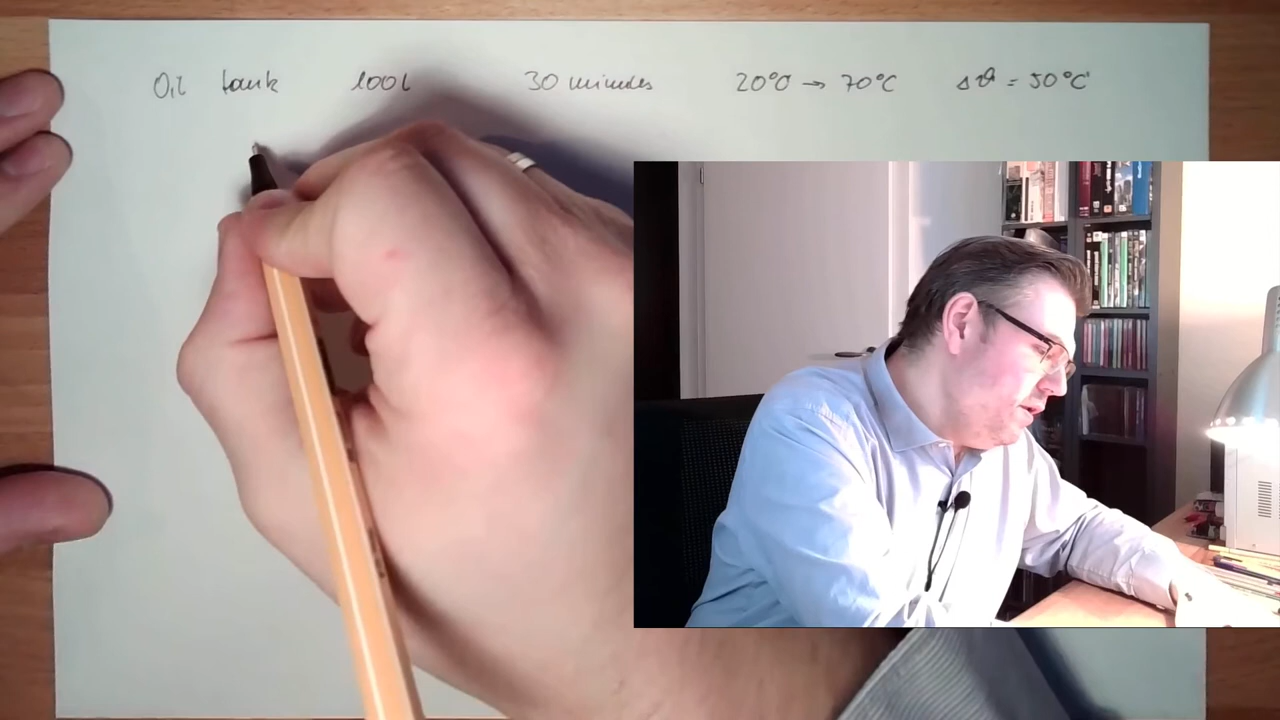 Oil tank 100l 30 minutes 20°C → 70°C Δϑ = 50°C